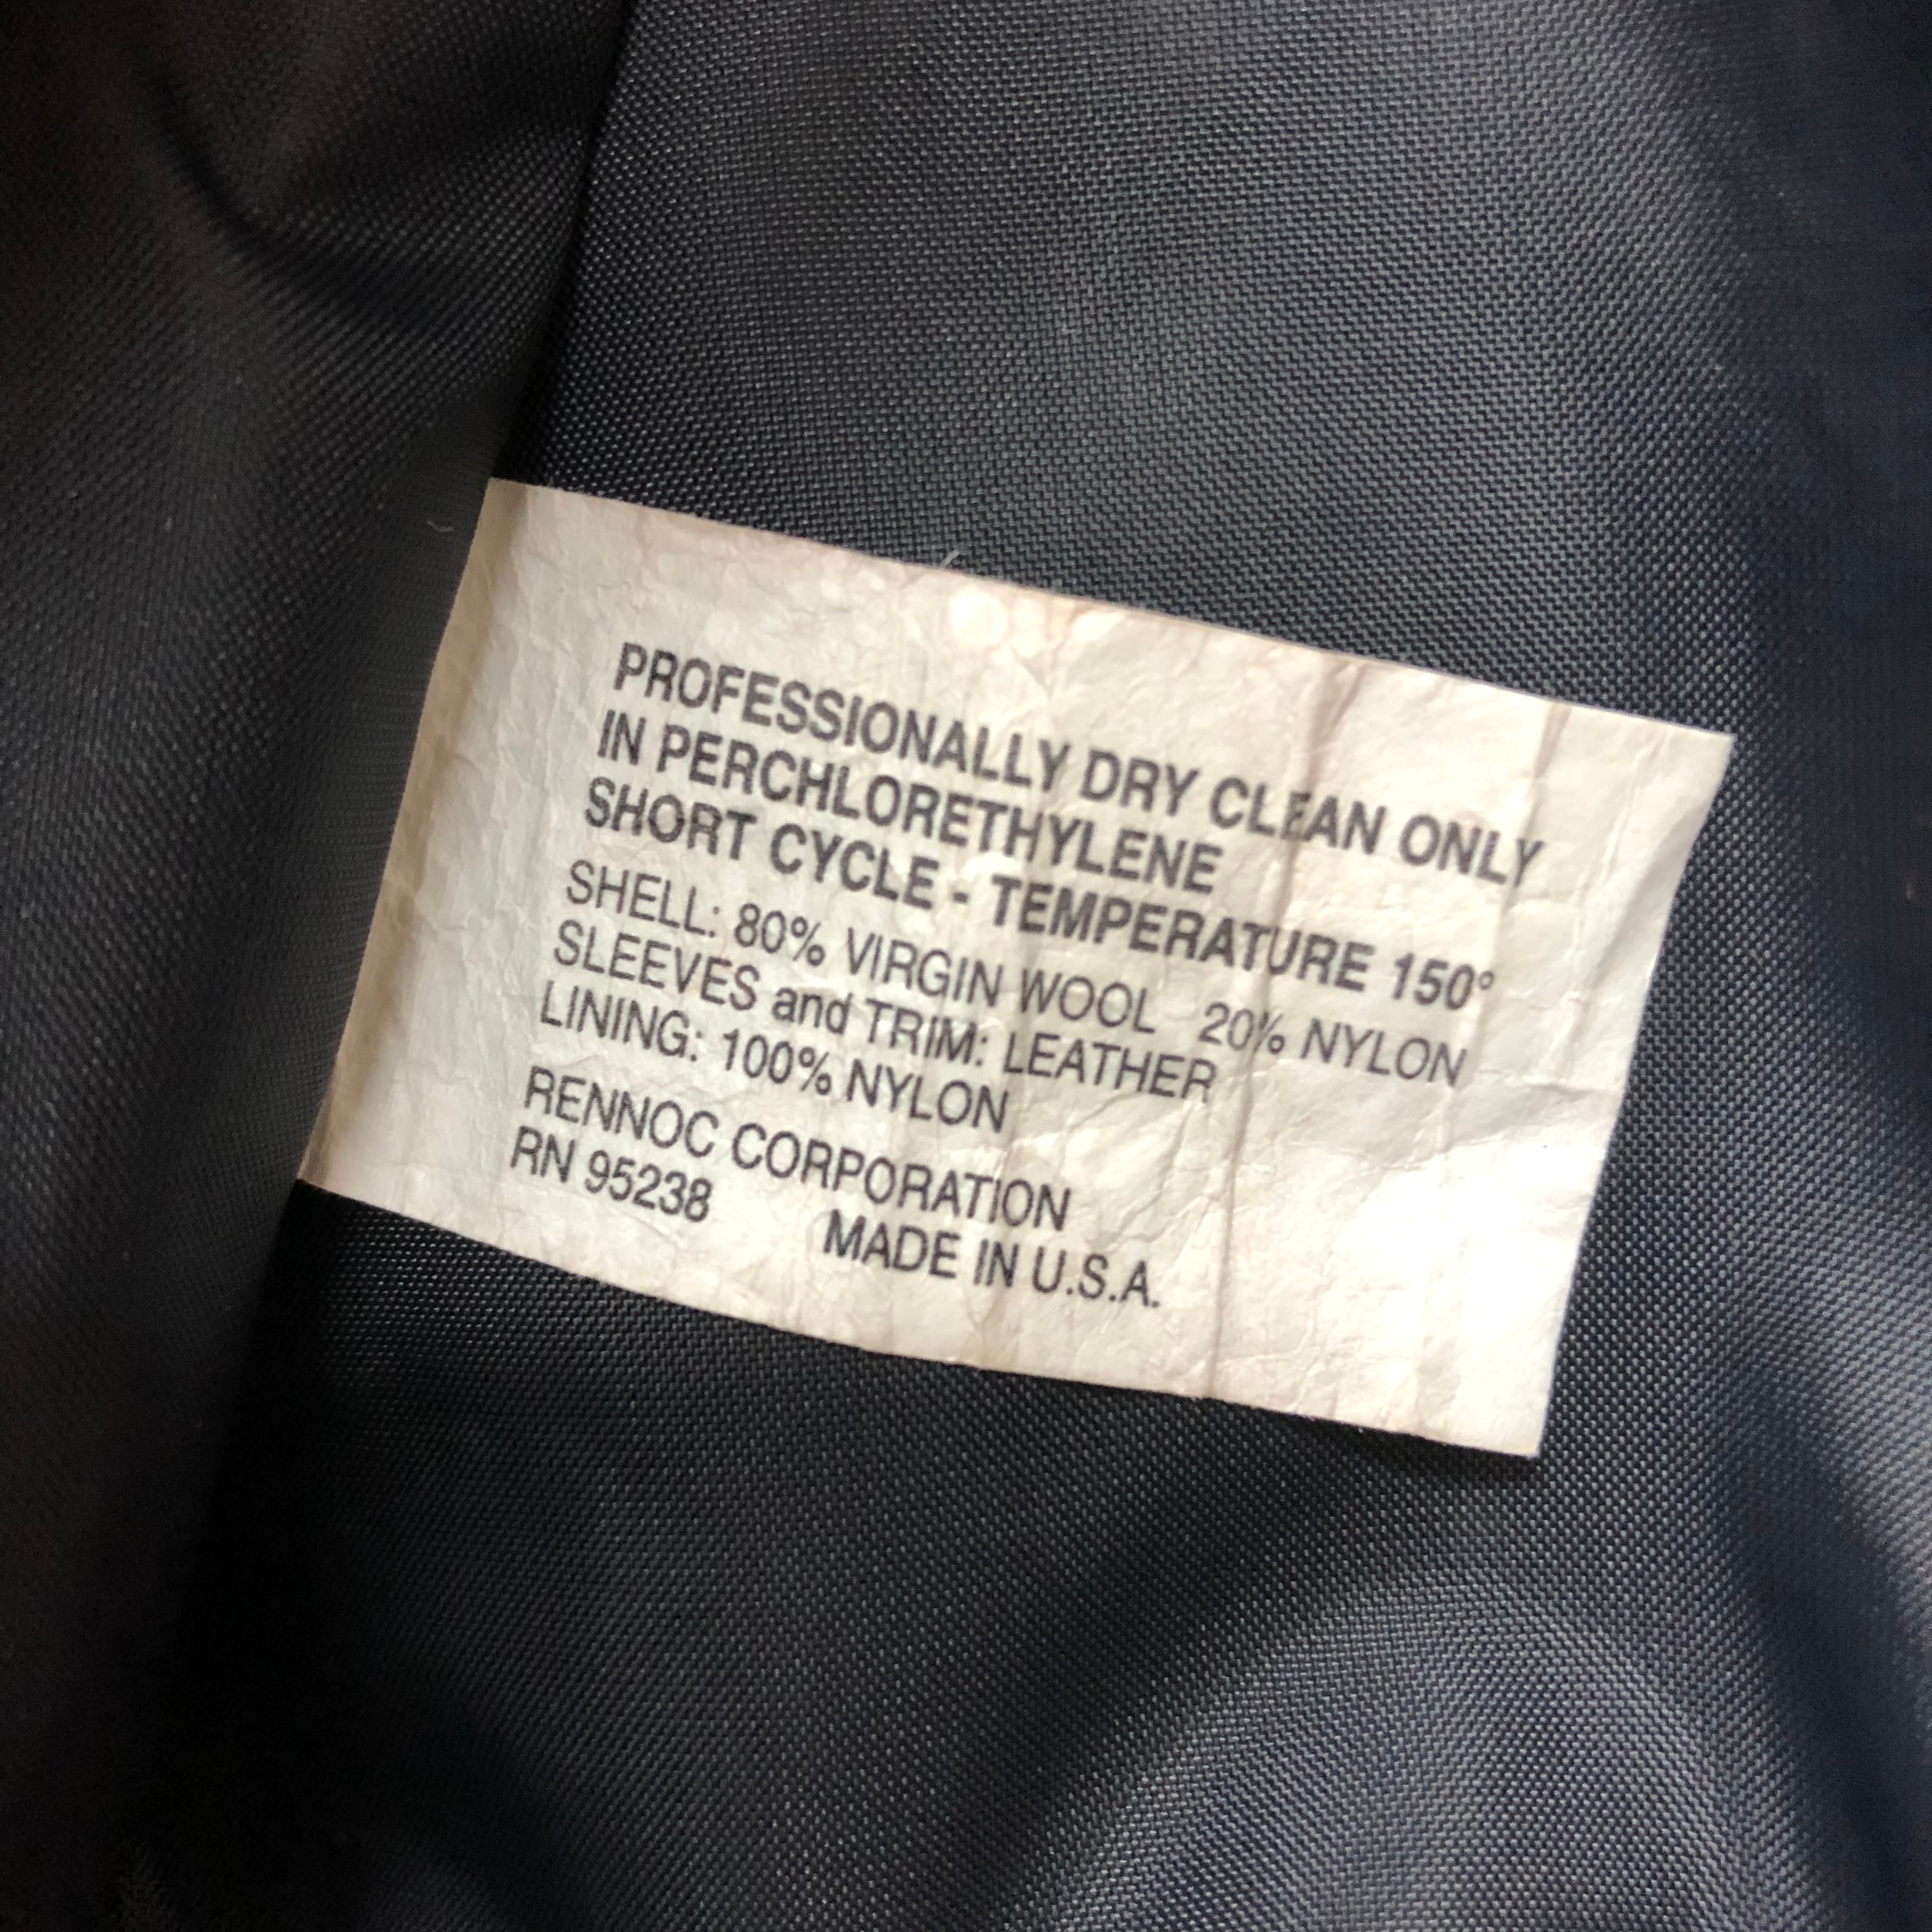 PROFESSIONALLY DRY CLEAN ONLY
IN PERCHLORETHYLENE
SHORT CYCLE - TEMPERATURE 150°
SHELL: 80% VIRGIN WOOL 20% NYLON
SLEEVES and TRIM: LEATHER
LINING: 100% NYLON
RENNOC CORPORATION
RN 95238
MADE IN U.S.A.